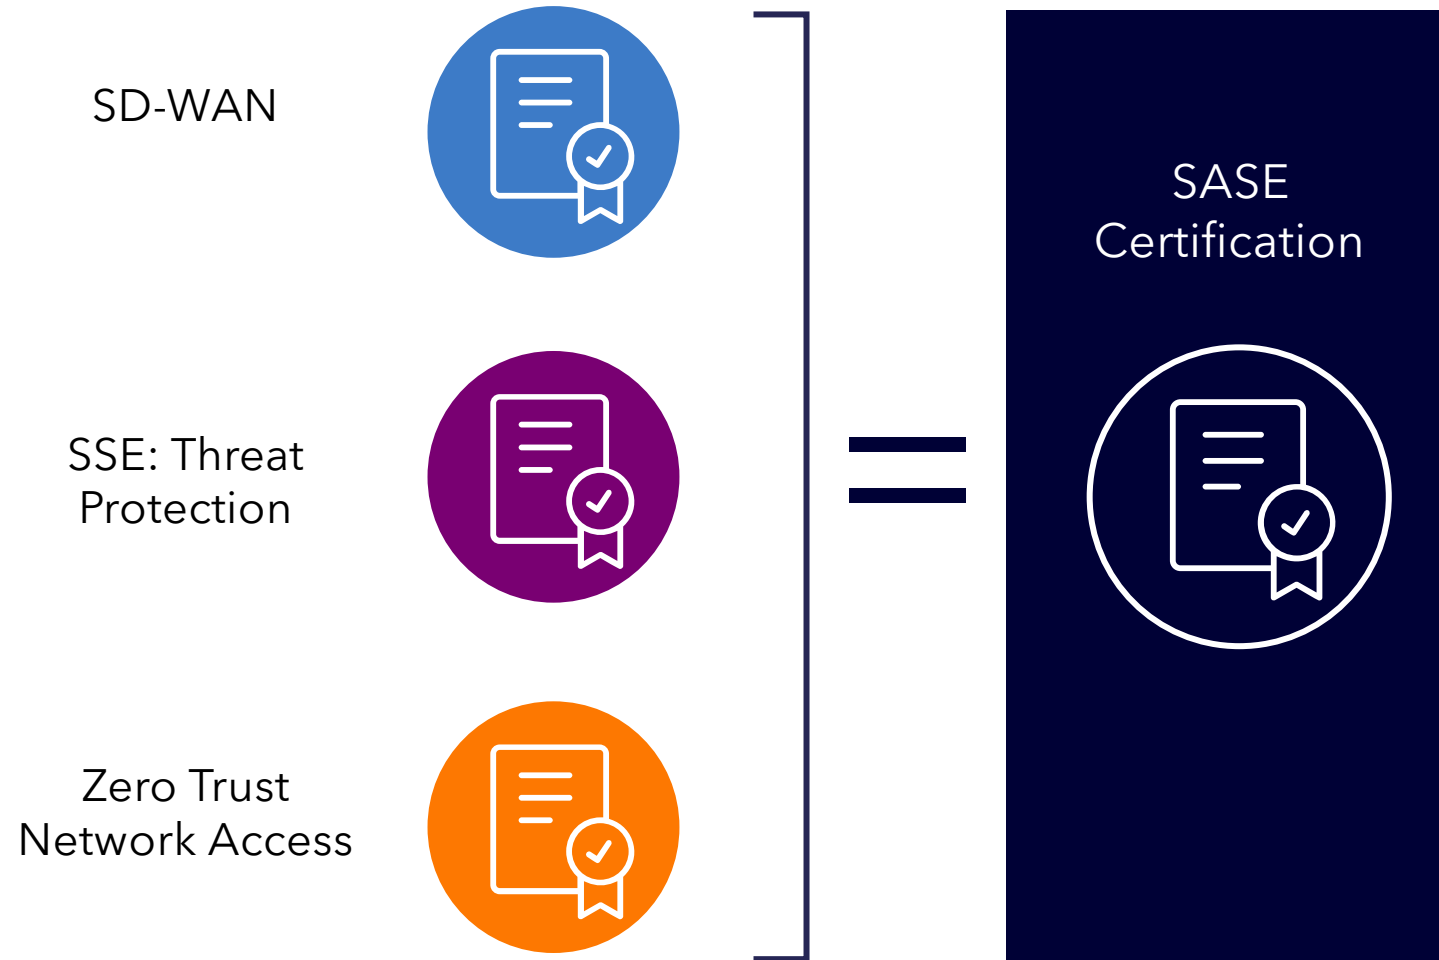 SD-WAN
SSE: Threat
Protection
Zero Trust
Network Access
SASE
Certification